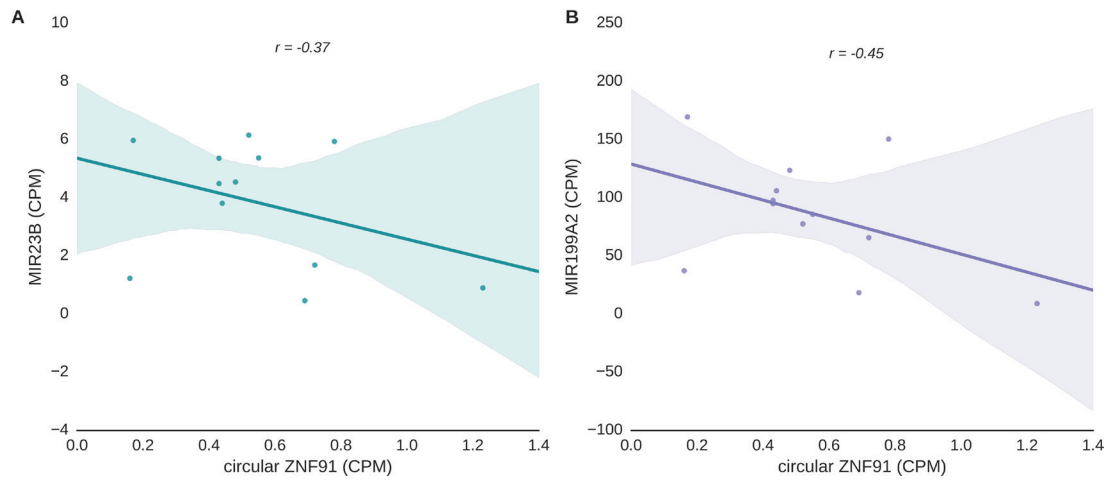 A
r = -0.37
MIR23B (CPM)
10
8
6
4
2
0
−2
−4
0.0 0.2 0.4 0.6 0.8 1.0 1.2 1.4
circular ZNF91 (CPM)
B
r = -0.45
MIR199A2 (CPM)
250
200
150
100
50
0
−50
−100
0.0 0.2 0.4 0.6 0.8 1.0 1.2 1.4
circular ZNF91 (CPM)